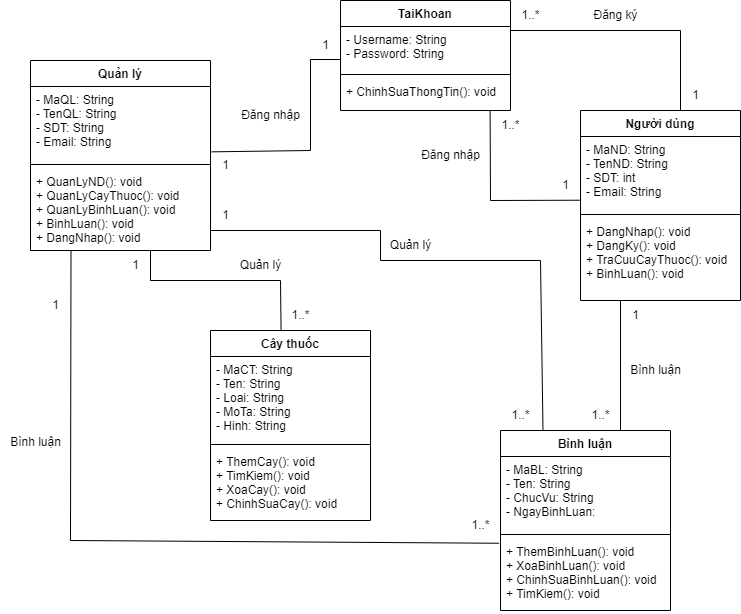 TaiKhoan
- Username: String
- Password: String
+ ChinhSuaThongTin(): void
1..*
Đăng ký
1
1
Đăng nhập
1
1..*
Đăng nhập
1
Quản lý
- MaQL: String
- TenQL: String
- SDT: String
- Email: String
+ QuanLyND(): void
+ QuanLyCayThuoc(): void
+ QuanLyBinhLuan(): void
+ BinhLuan(): void
+ DangNhap(): void
Người dùng
- MaND: String
- TenND: String
- SDT: int
- Email: String
+ DangNhap(): void
+ DangKy(): void
+ TraCuuCayThuoc(): void
+ BinhLuan(): void
1
Quản lý
1..*
1
Quản lý
1..*
1
Bình luận
1..*
1
Bình luận
1..*
Cây thuốc
- MaCT: String
- Ten: String
- Loai: String
- MoTa: String
- Hinh: String
+ ThemCay(): void
+ TimKiem(): void
+ XoaCay(): void
+ ChinhSuaCay(): void
Bình luận
- MaBL: String
- Ten: String
- ChucVu: String
- NgayBinhLuan:
+ ThemBinhLuan(): void
+ XoaBinhLuan(): void
+ ChinhSuaBinhLuan(): void
+ TimKiem(): void